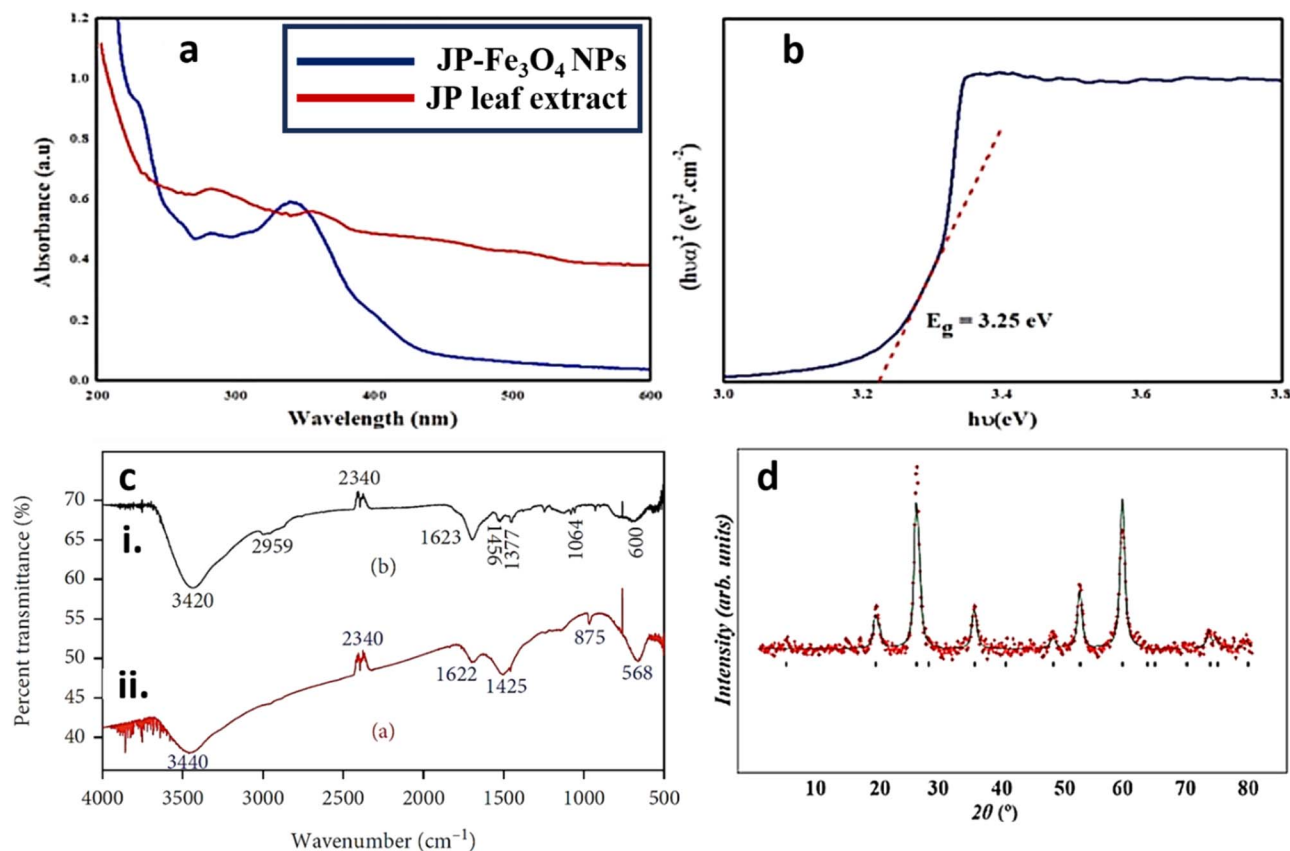 a
JP-Fe₃O₄ NPs
JP leaf extract
1.2
1.0
0.8
0.6
0.4
0.2
0.0
Absorbance (a.u)
200 300 400 500 600
Wavelength (nm)
b
(hυα)² (eV².cm⁻²)
E_g = 3.25 eV
3.0 3.2 3.4 3.6 3.8
hυ(eV)
c
Percent transmittance (%)
70
65
60
55
50
45
40
i.
3420
2959
2340
1623
1456
1377
1064
600
(b)
ii.
3440
2340
1622
1425
875
568
(a)
4000 3500 3000 2500 2000 1500 1000 500
Wavenumber (cm⁻¹)
d
Intensity (arb. units)
10 20 30 40 50 60 70 80
2θ (º)